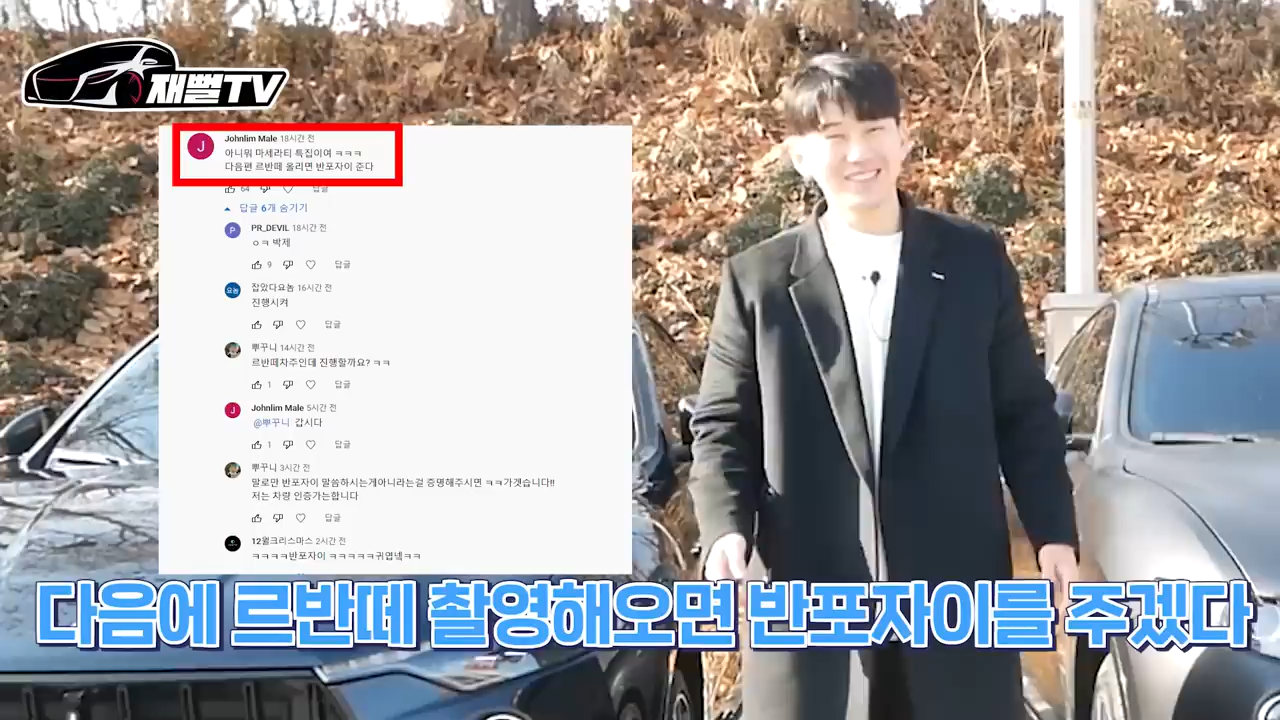 재뻘TV
J
Johnlim Male 18시간 전
아니뭐 마세라티 특집이여 ㅋㅋㅋ
다음편 르반떼 올리면 반포자이 준다
64
답글
답글 6개 숨기기
P
PR_DEVIL 18시간 전
ㅇㅋ 박제
9 답글
요놈
잡았다요놈 16시간 전
진행시켜
답글
뿌꾸니 14시간 전
르반떼차주인데 진행할까요? ㅋㅋ
1 답글
J
Johnlim Male 5시간 전
@뿌꾸니 갑시다
1 답글
뿌꾸니 3시간 전
말로만 반포자이 말씀하시는게아니라는걸 증명해주시면 ㅋㅋ가겟습니다!!
저는 차량 인증가는합니다
답글
12월크리스마스 2시간 전
ㅋㅋㅋㅋ반포자이 ㅋㅋㅋㅋㅋ귀엽넼ㅋㅋ
다음에 르반떼 촬영해오면 반포자이를 주겠다